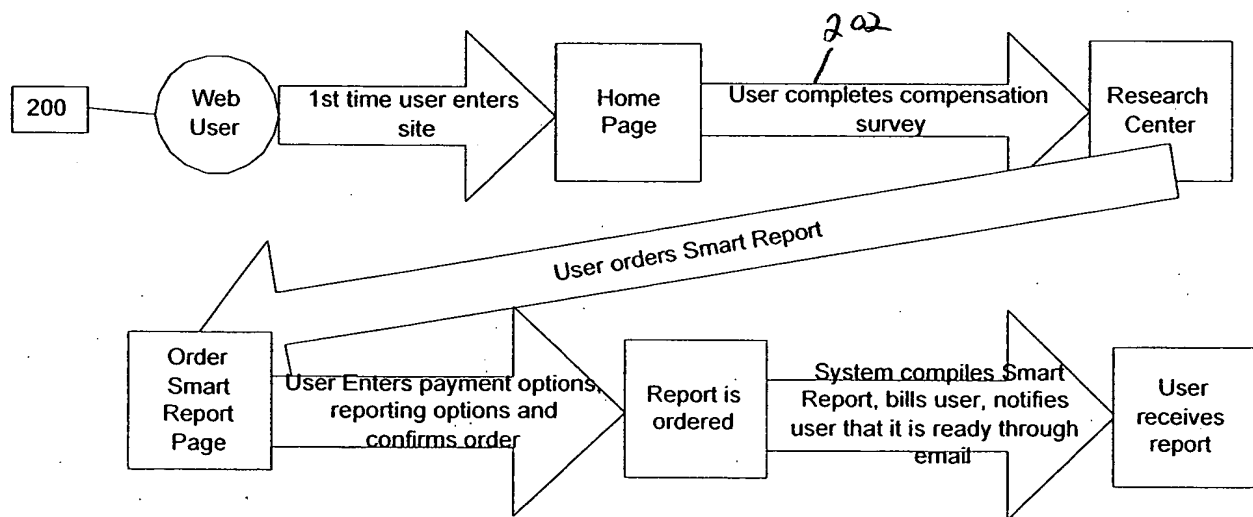 202
200
Web
User
1st time user enters
site
Home
Page
User completes compensation
survey
Research
Center
User orders Smart Report
Order
Smart
Report
Page
User Enters payment options,
reporting options and
confirms order
Report is
ordered
System compiles Smart
Report, bills user, notifies
user that it is ready through
email
User
receives
report